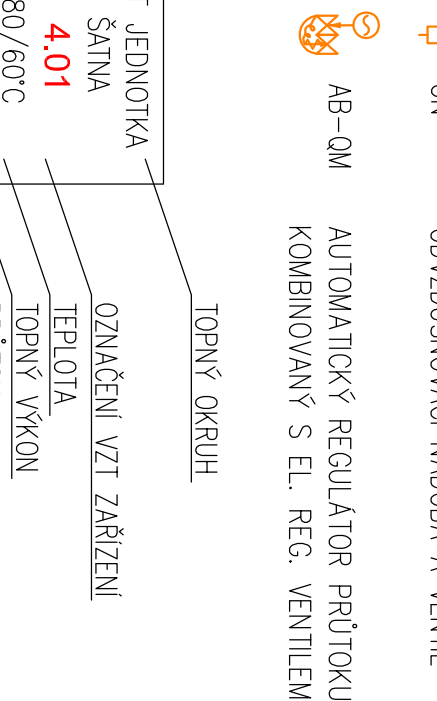 AB-QM AUTOMATICKÝ REGULÁTOR PRŮTOKU
KOMBINOVANÝ S EL. REG. VENTILEM
TOPNÝ OKRUH
JEDNOTKA
ŠATNA
OZNAČENÍ VZT ZAŘÍZENÍ
4.01
TEPLOTA
80/60°C
TOPNÝ VÝKON